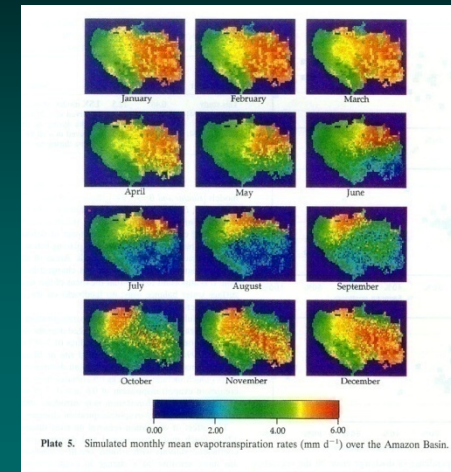 January February March
April May June
July August September
October November December
0.00 2.00 4.00 6.00
Plate 5. Simulated monthly mean evapotranspiration rates (mm d⁻¹) over the Amazon Basin.